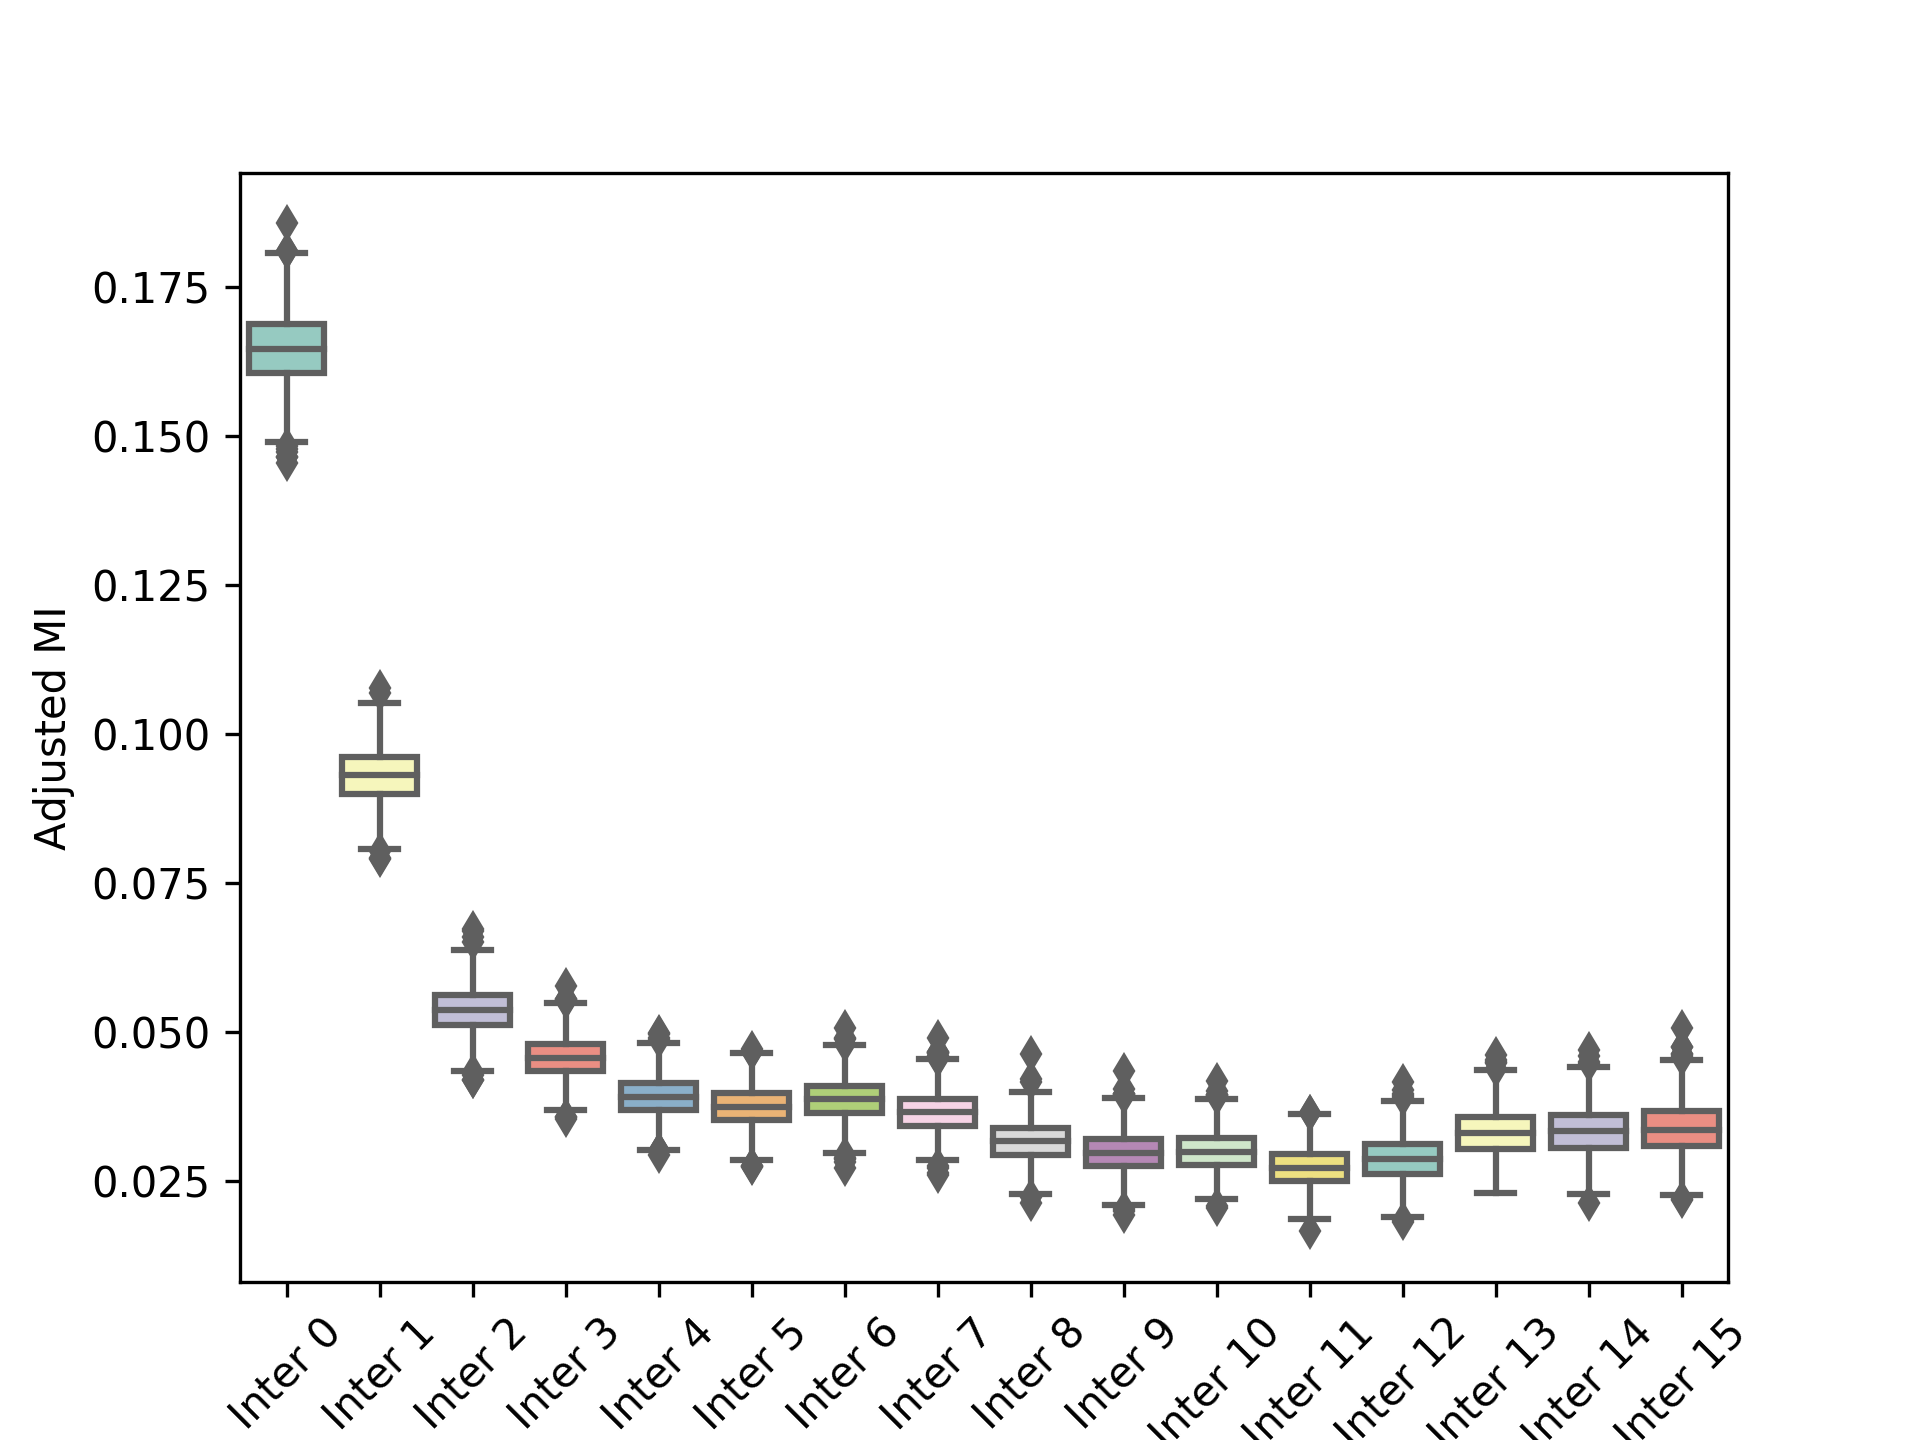 Adjusted MI
0.175
0.150
0.125
0.100
0.075
0.050
0.025
Inter 0
Inter 1
Inter 2
Inter 3
Inter 4
Inter 5
Inter 6
Inter 7
Inter 8
Inter 9
Inter 10
Inter 11
Inter 12
Inter 13
Inter 14
Inter 15